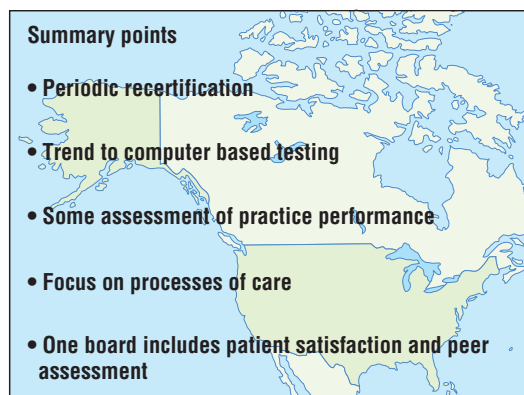 Summary points
• Periodic recertification
• Trend to computer based testing
• Some assessment of practice performance
• Focus on processes of care
• One board includes patient satisfaction and peer
assessment